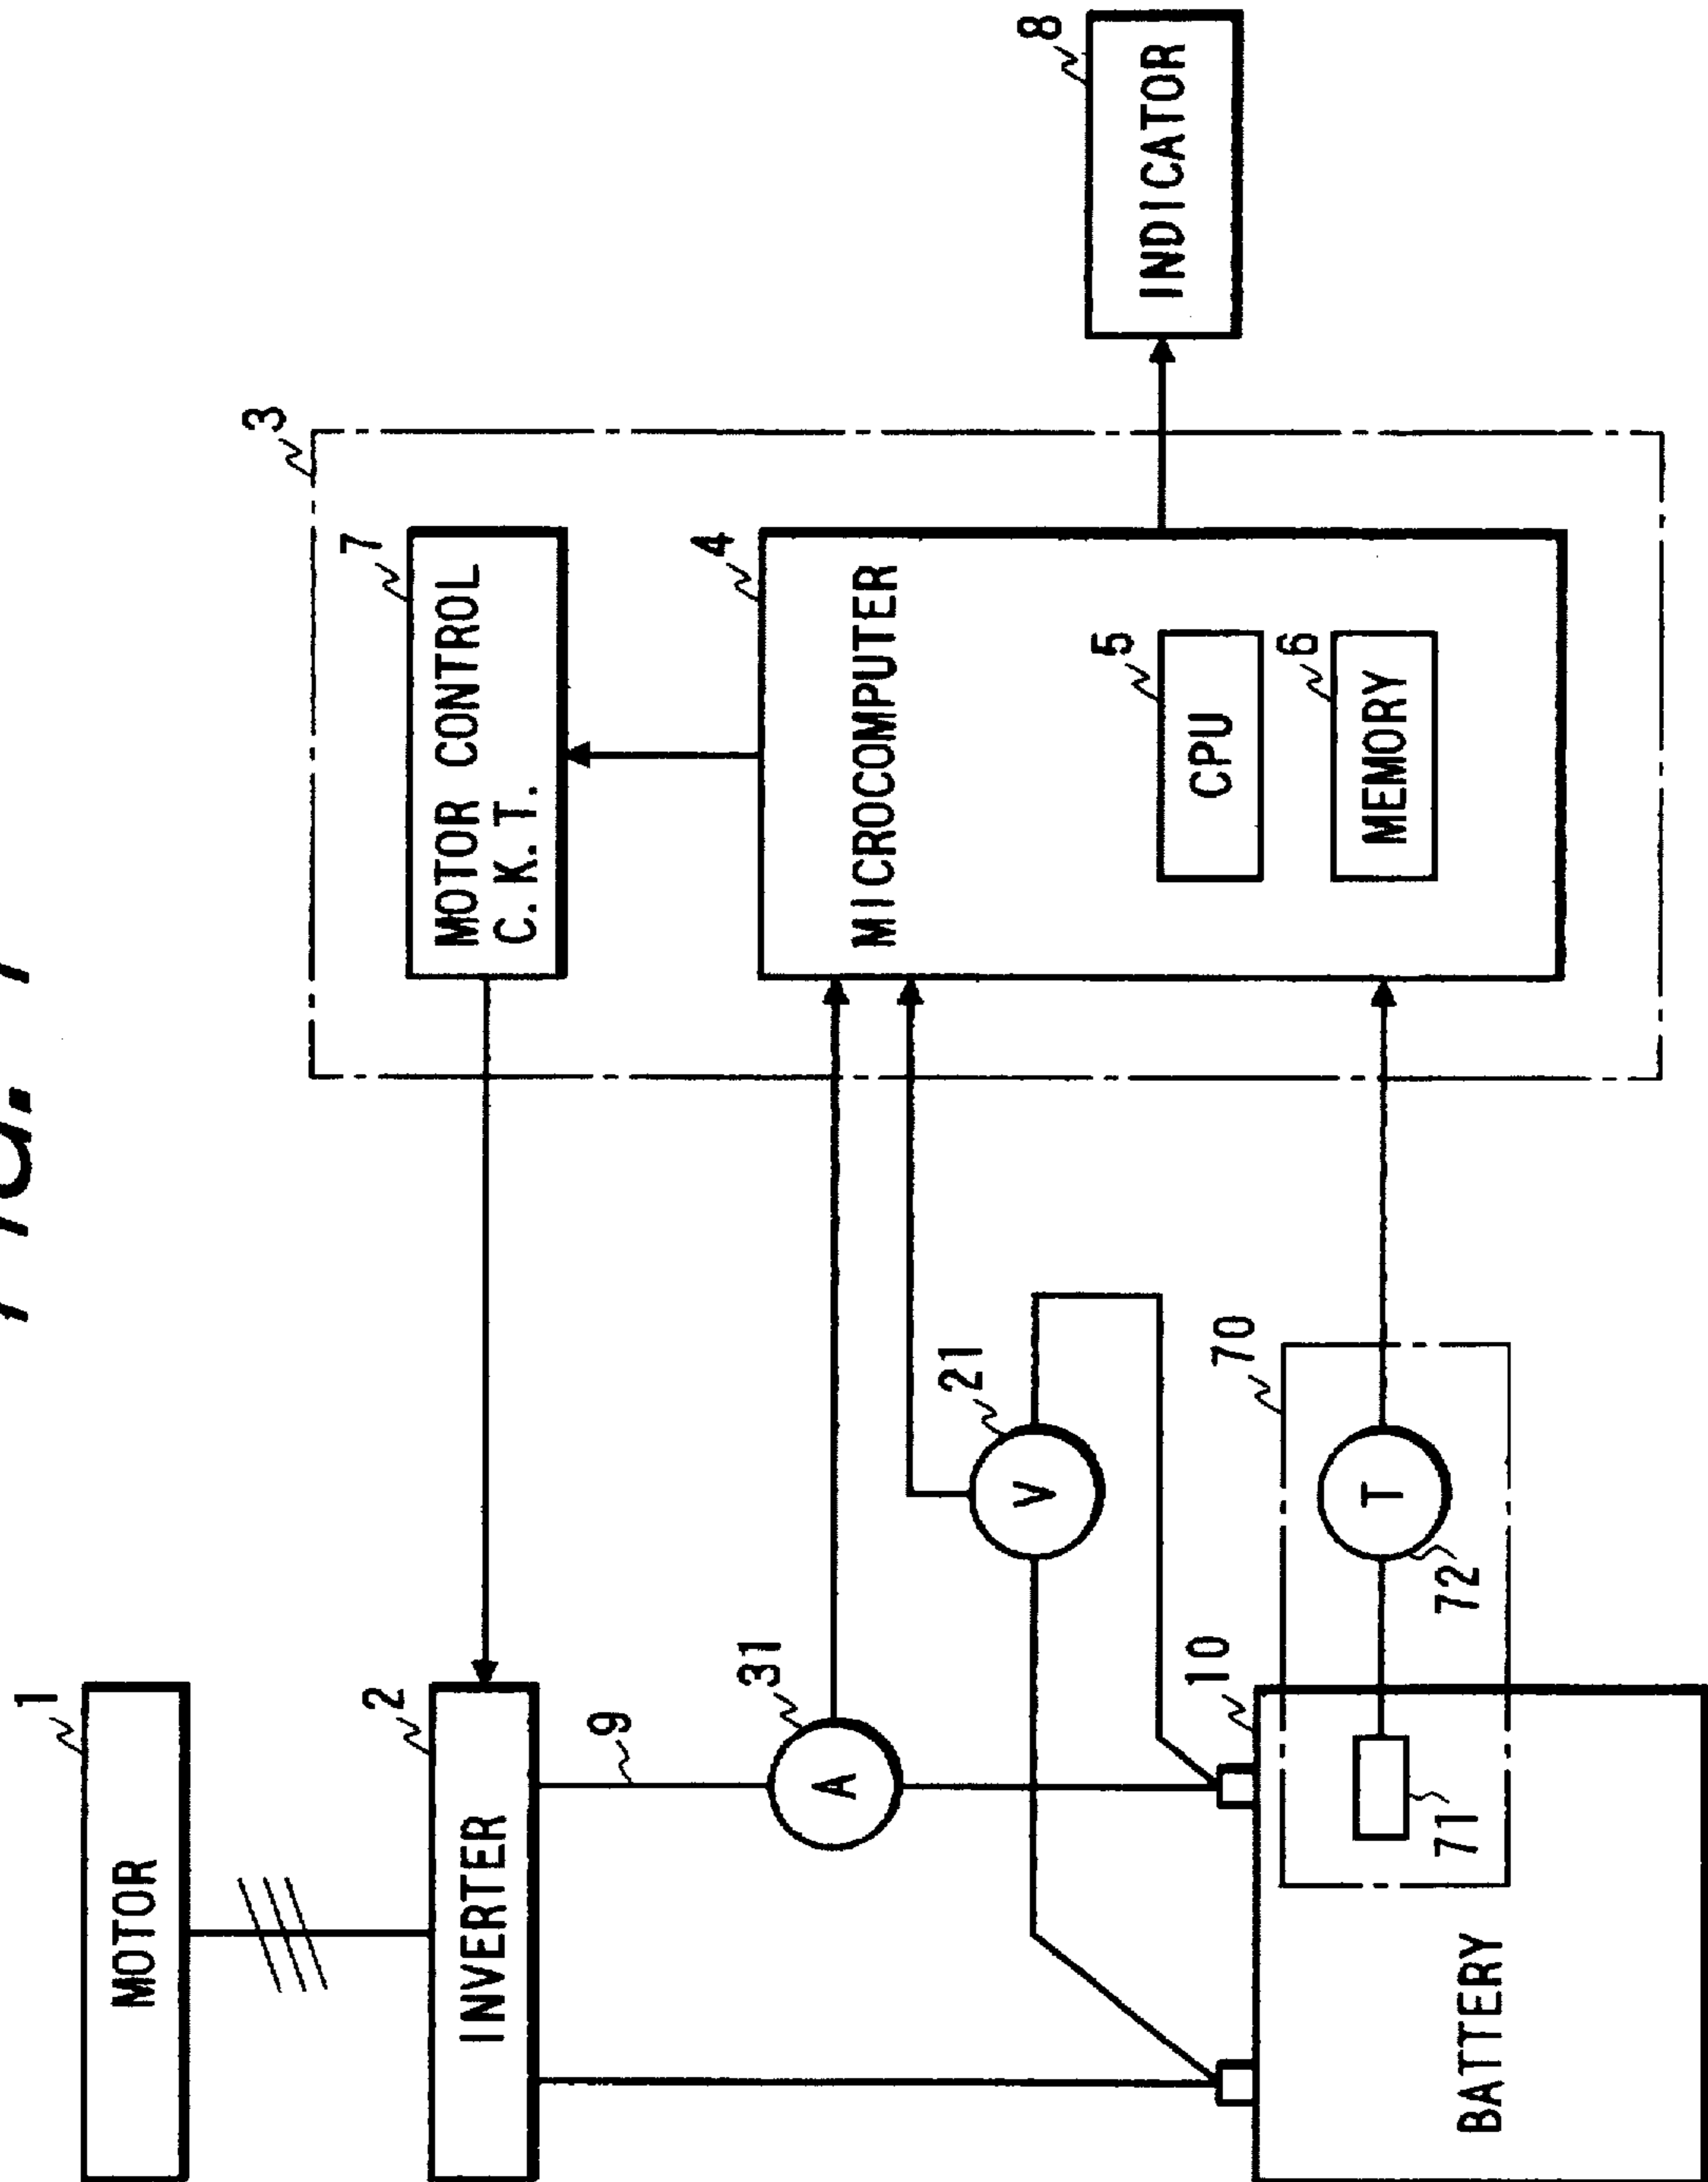 FIG. 1
1
MOTOR
2
INVERTER
9
31
A
21
V
10
BATTERY
70
71
72
T
3
7
MOTOR CONTROL
C.K.T.
4
MICROCOMPUTER
5
CPU
6
MEMORY
8
INDICATOR